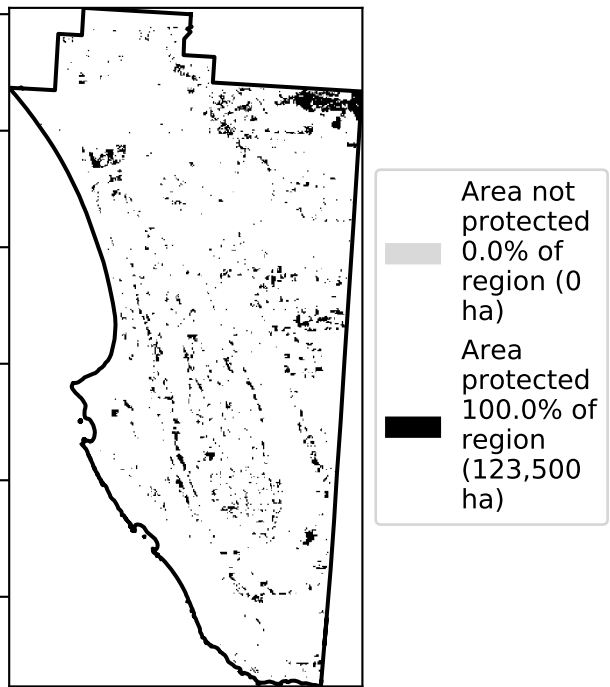 Area not
protected
0.0% of
region (0
ha)
Area
protected
100.0% of
region
(123,500
ha)